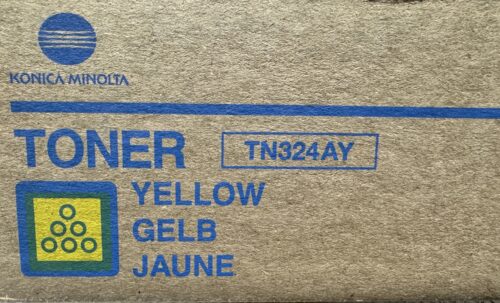 KONICA MINOLTA
TONER TN324AY
YELLOW
GELB
JAUNE